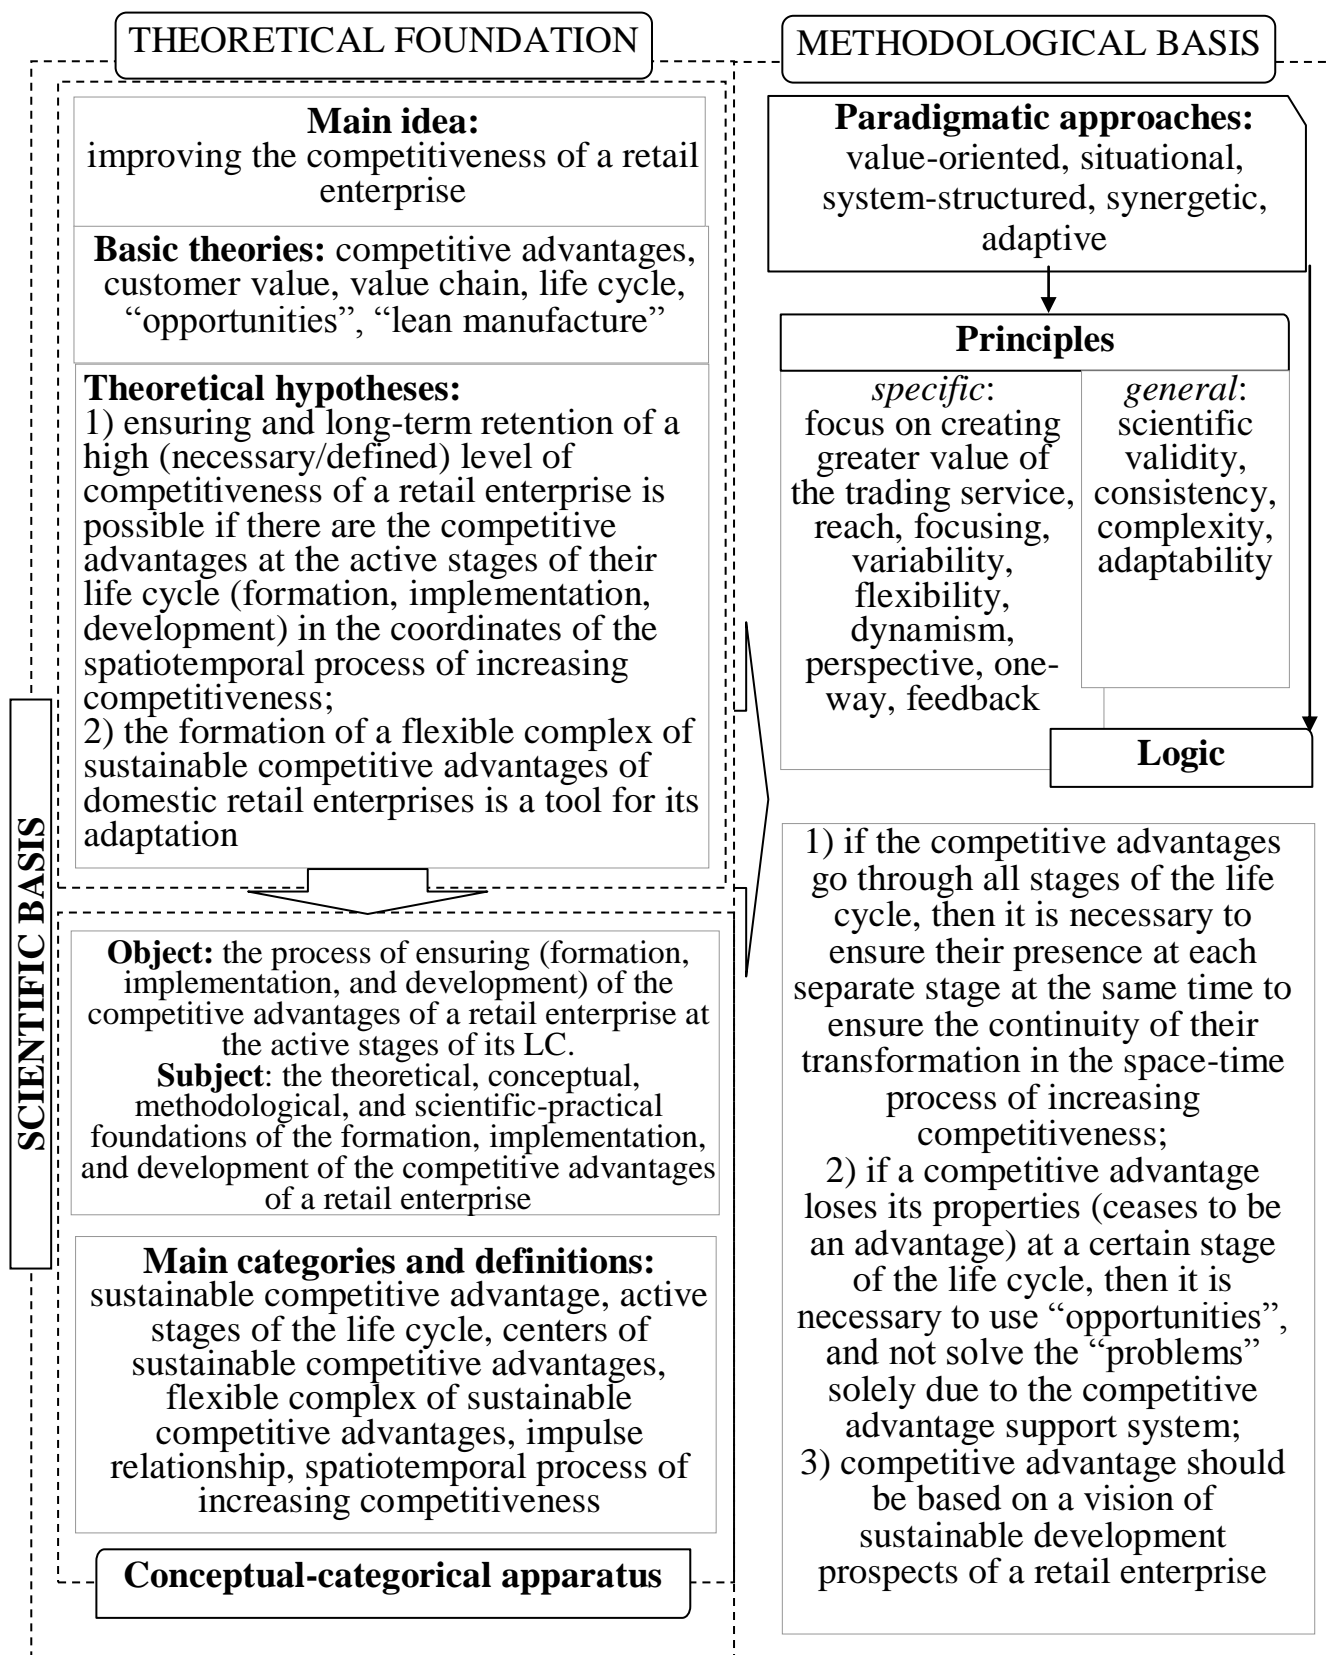 THEORETICAL FOUNDATION
Main idea:
improving the competitiveness of a retail
enterprise
Basic theories: competitive advantages,
customer value, value chain, life cycle,
“opportunities”, “lean manufacture”
Theoretical hypotheses:
1) ensuring and long-term retention of a
high (necessary/defined) level of
competitiveness of a retail enterprise is
possible if there are the competitive
advantages at the active stages of their
life cycle (formation, implementation,
development) in the coordinates of the
spatiotemporal process of increasing
competitiveness;
2) the formation of a flexible complex of
sustainable competitive advantages of
domestic retail enterprises is a tool for its
adaptation
SCIENTIFIC BASIS
Object: the process of ensuring (formation,
implementation, and development) of the
competitive advantages of a retail enterprise at
the active stages of its LC.
Subject: the theoretical, conceptual,
methodological, and scientific-practical
foundations of the formation, implementation,
and development of the competitive advantages
of a retail enterprise
Main categories and definitions:
sustainable competitive advantage, active
stages of the life cycle, centers of
sustainable competitive advantages,
flexible complex of sustainable
competitive advantages, impulse
relationship, spatiotemporal process of
increasing competitiveness
Conceptual-categorical apparatus
METHODOLOGICAL BASIS
Paradigmatic approaches:
value-oriented, situational,
system-structured, synergetic,
adaptive
Principles
specific:
focus on creating
greater value of
the trading service,
reach, focusing,
variability,
flexibility,
dynamism,
perspective, one-
way, feedback
general:
scientific
validity,
consistency,
complexity,
adaptability
Logic
1) if the competitive advantages
go through all stages of the life
cycle, then it is necessary to
ensure their presence at each
separate stage at the same time to
ensure the continuity of their
transformation in the space-time
process of increasing
competitiveness;
2) if a competitive advantage
loses its properties (ceases to be
an advantage) at a certain stage
of the life cycle, then it is
necessary to use “opportunities”,
and not solve the “problems”
solely due to the competitive
advantage support system;
3) competitive advantage should
be based on a vision of
sustainable development
prospects of a retail enterprise